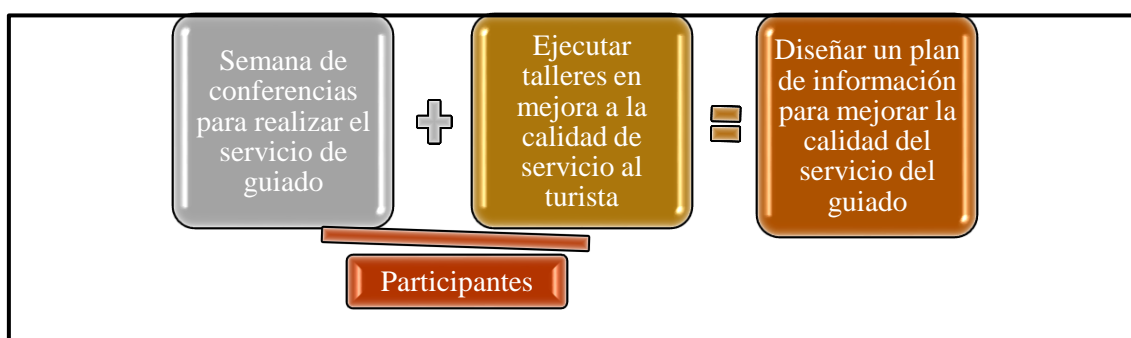 Semana de
conferencias
para realizar el
servicio de
guiado
Ejecutar
talleres en
mejora a la
calidad de
servicio al
turista
Diseñar un plan
de información
para mejorar la
calidad del
servicio del
guiado
Participantes